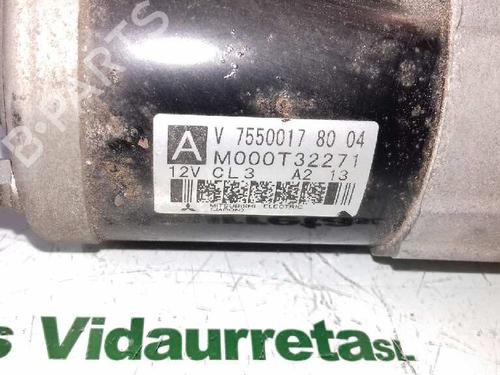 B-PARTS
A V 7550017 80 04
M000T32271
12V CL3 A2 13
MITSUBISHI ELECTRIC
(JAPAN)
s Vidaurreta SL